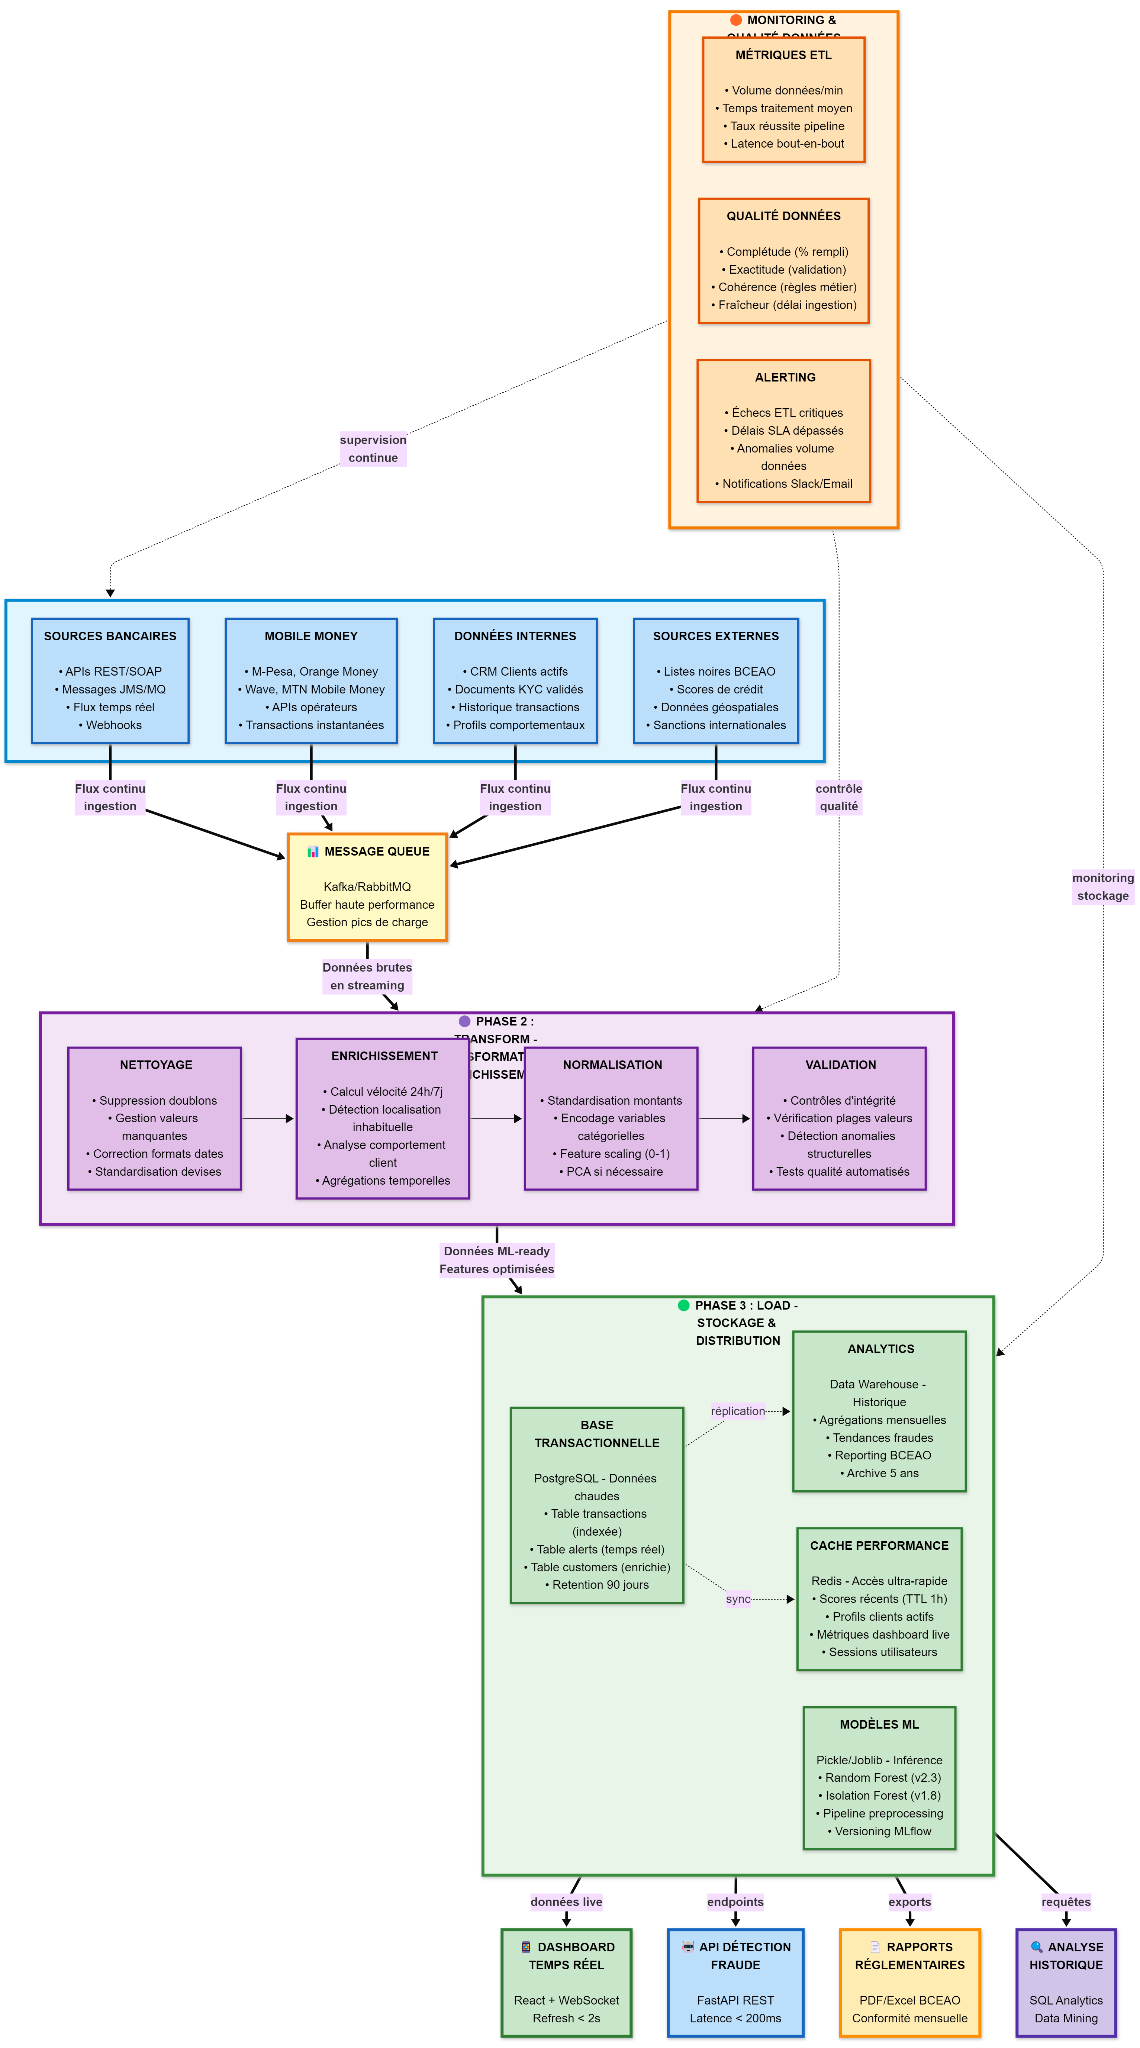 MONITORING &
QUALITÉ DONNÉES
MÉTRIQUES ETL
• Volume données/min
• Temps traitement moyen
• Taux réussite pipeline
• Latence bout-en-bout
QUALITÉ DONNÉES
• Complétude (% rempli)
• Exactitude (validation)
• Cohérence (règles métier)
• Fraîcheur (délai ingestion)
ALERTING
• Échecs ETL critiques
• Délais SLA dépassés
• Anomalies volume
données
• Notifications Slack/Email
supervision
continue
SOURCES BANCAIRES
• APIs REST/SOAP
• Messages JMS/MQ
• Flux temps réel
• Webhooks
MOBILE MONEY
• M-Pesa, Orange Money
• Wave, MTN Mobile Money
• APIs opérateurs
• Transactions instantanées
DONNÉES INTERNES
• CRM Clients actifs
• Documents KYC validés
• Historique transactions
• Profils comportementaux
SOURCES EXTERNES
• Listes noires BCEAO
• Scores de crédit
• Données géospatiales
• Sanctions internationales
Flux continu
ingestion
Flux continu
ingestion
Flux continu
ingestion
Flux continu
ingestion
contrôle
qualité
monitoring
stockage
MESSAGE QUEUE
Kafka/RabbitMQ
Buffer haute performance
Gestion pics de charge
Données brutes
en streaming
PHASE 2 :
TRANSFORM -
NETTOYAGE
• Suppression doublons
• Gestion valeurs
manquantes
• Correction formats dates
• Standardisation devises
ENRICHISSEMENT
• Calcul vélocité 24h/7j
• Détection localisation
inhabituelle
• Analyse comportement
client
• Agrégations temporelles
NORMALISATION
• Standardisation montants
• Encodage variables
catégorielles
• Feature scaling (0-1)
• PCA si nécessaire
VALIDATION
• Contrôles d'intégrité
• Vérification plages valeurs
• Détection anomalies
structurelles
• Tests qualité automatisés
Données ML-ready
Features optimisées
PHASE 3 : LOAD -
STOCKAGE &
DISTRIBUTION
BASE
TRANSACTIONNELLE
PostgreSQL - Données
chaudes
• Table transactions
(indexée)
• Table alerts (temps réel)
• Table customers (enrichie)
• Retention 90 jours
réplication
sync
ANALYTICS
Data Warehouse -
Historique
• Agrégations mensuelles
• Tendances fraudes
• Reporting BCEAO
• Archive 5 ans
CACHE PERFORMANCE
Redis - Accès ultra-rapide
• Scores récents (TTL 1h)
• Profils clients actifs
• Métriques dashboard live
• Sessions utilisateurs
MODÈLES ML
Pickle/Joblib - Inférence
• Random Forest (v2.3)
• Isolation Forest (v1.8)
• Pipeline preprocessing
• Versioning MLflow
données live
endpoints
exports
requêtes
DASHBOARD
TEMPS RÉEL
React + WebSocket
Refresh < 2s
API DÉTECTION
FRAUDE
FastAPI REST
Latence < 200ms
RAPPORTS
RÉGLEMENTAIRES
PDF/Excel BCEAO
Conformité mensuelle
ANALYSE
HISTORIQUE
SQL Analytics
Data Mining